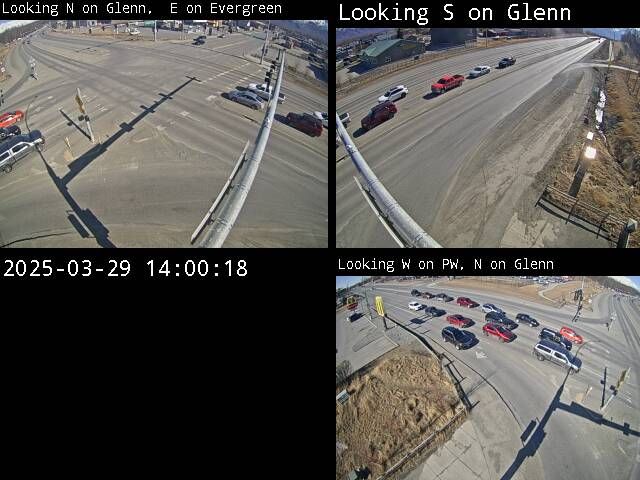 Looking N on Glenn,  E on Evergreen
Looking S on Glenn
2025-03-29 14:00:18
Looking W on PW, N on Glenn